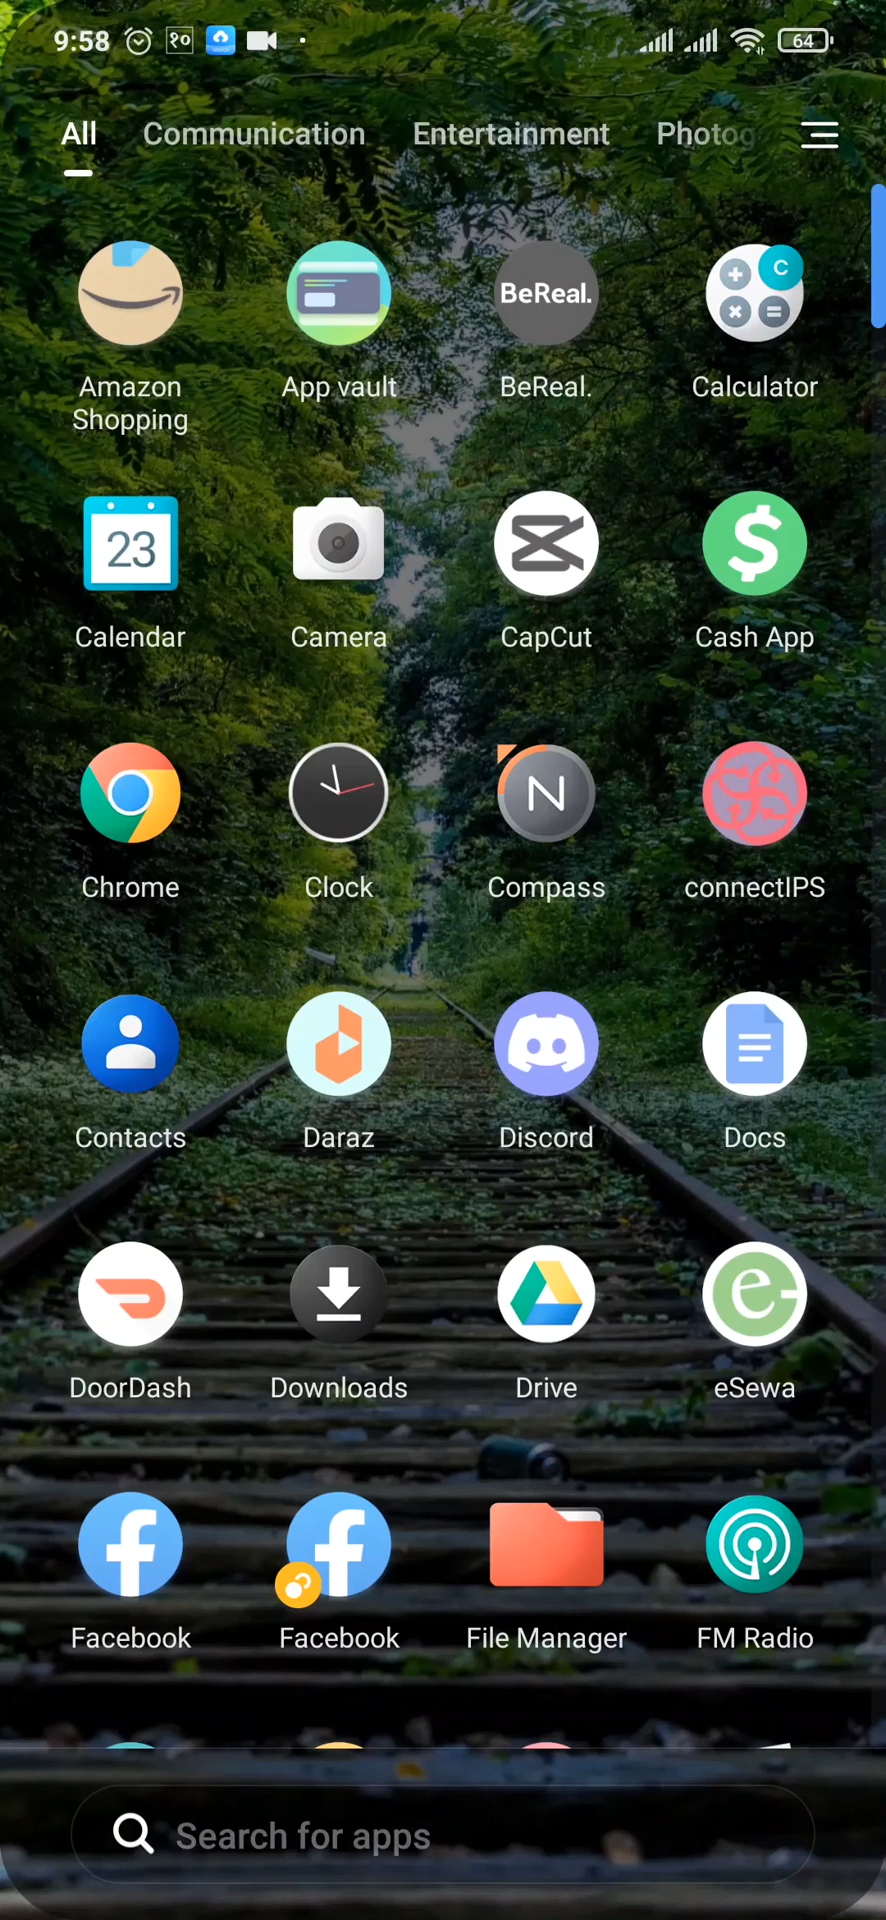 9:58 २० 64
All Communication Entertainment Photog
BeReal.
C
Amazon Shopping App vault BeReal. Calculator
23
Calendar Camera CapCut Cash App
N
Chrome Clock Compass connectIPS
Contacts Daraz Discord Docs
DoorDash Downloads Drive eSewa
Facebook Facebook File Manager FM Radio
Search for apps